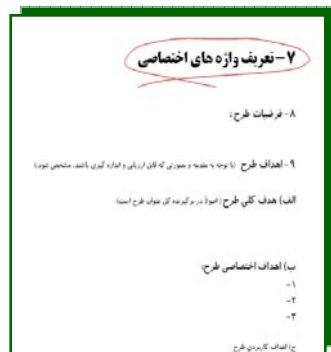 ۷- تعریف واژه های اختصاصی
۸- فرضیات طرح:
۹- اهداف طرح (با توجه به مقدمه و بصورتی که قابل ارزیابی و اندازه گیری باشند، مشخص شود.)
الف) هدف کلی طرح (اصولاً در برگیرنده کل عنوان طرح است)
ب) اهداف اختصاصی طرح:
۱-
۲-
۳-
ج) اهداف کاربردی طرح